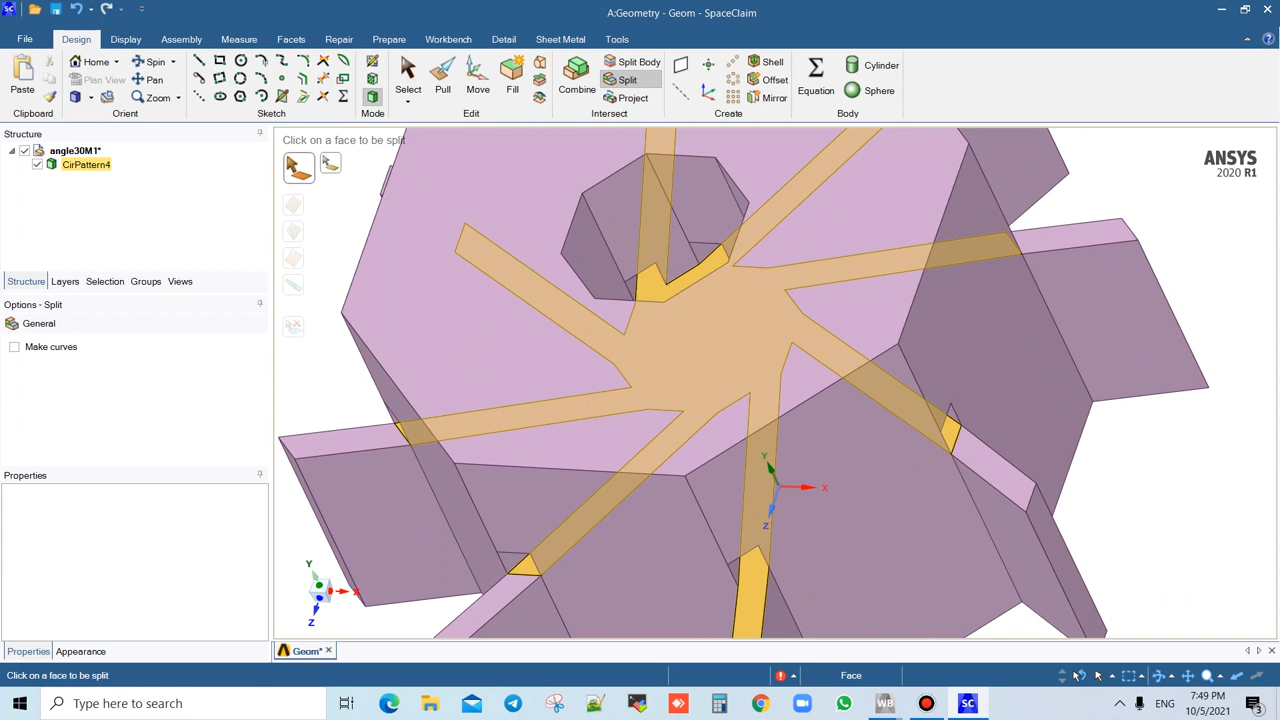 SC
A:Geometry - Geom - SpaceClaim
File Design Display Assembly Measure Facets Repair Prepare Workbench Detail Sheet Metal Tools
Paste
Home
Plan View
Spin
Pan
Zoom
Select
Pull
Move
Fill
Combine
Split Body
Split
Project
Shell
Offset
Mirror
Equation
Cylinder
Sphere
Clipboard Orient Sketch Mode Edit Intersect Create Body
Structure
angle30M1*
CirPattern4
Structure Layers Selection Groups Views
Options - Split
General
Make curves
Properties
Properties Appearance
Click on a face to be split
ANSYS
2020 R1
Y
X
Z
Y
X
Z
Geom*
Click on a face to be split
Face
Type here to search
WB
SC
ENG
7:49 PM
10/5/2021
3